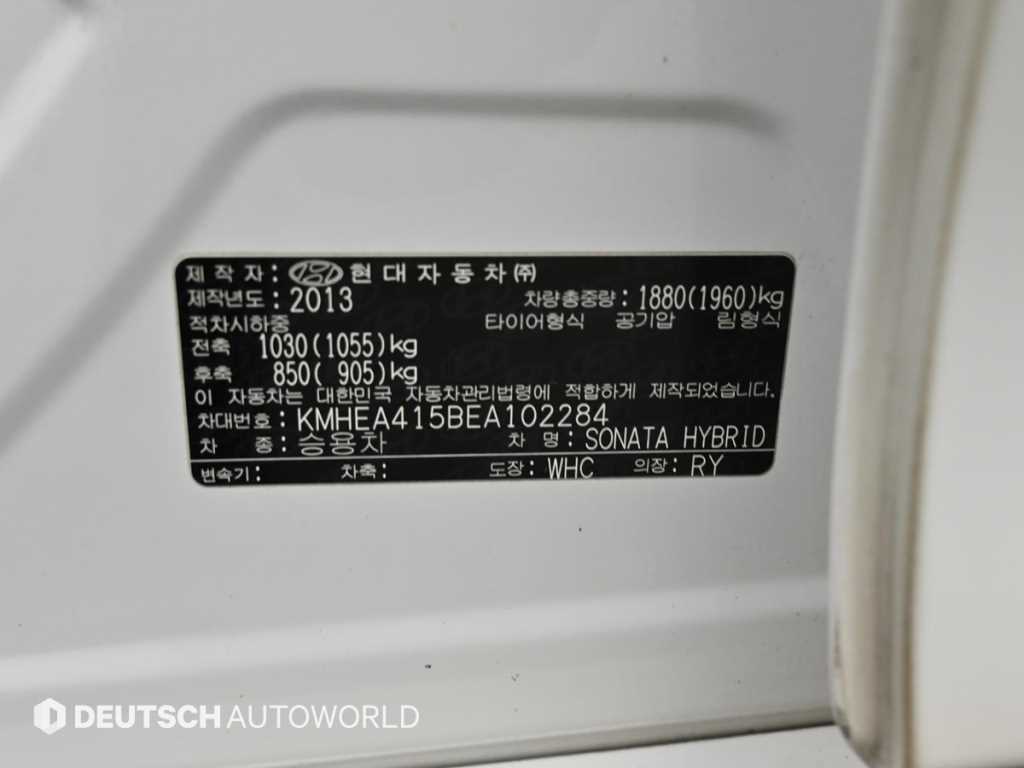 제 작 자 : 현 대 자 동 차 ㈜
제작년도 : 2013 차량총중량 : 1880(1960)kg
적차시하중 타이어형식 공기압 림형식
전축 1030(1055)kg
후축 850( 905)kg
이 자동차는 대한민국 자동차관리법령에 적합하게 제작되었습니다.
차대번호 : KMHEA415BEA102284
차 종 : 승용차 차 명 : SONATA HYBRID
변속기 : 차축 : 도장 : WHC 의장 : RY
DEUTSCH AUTOWORLD